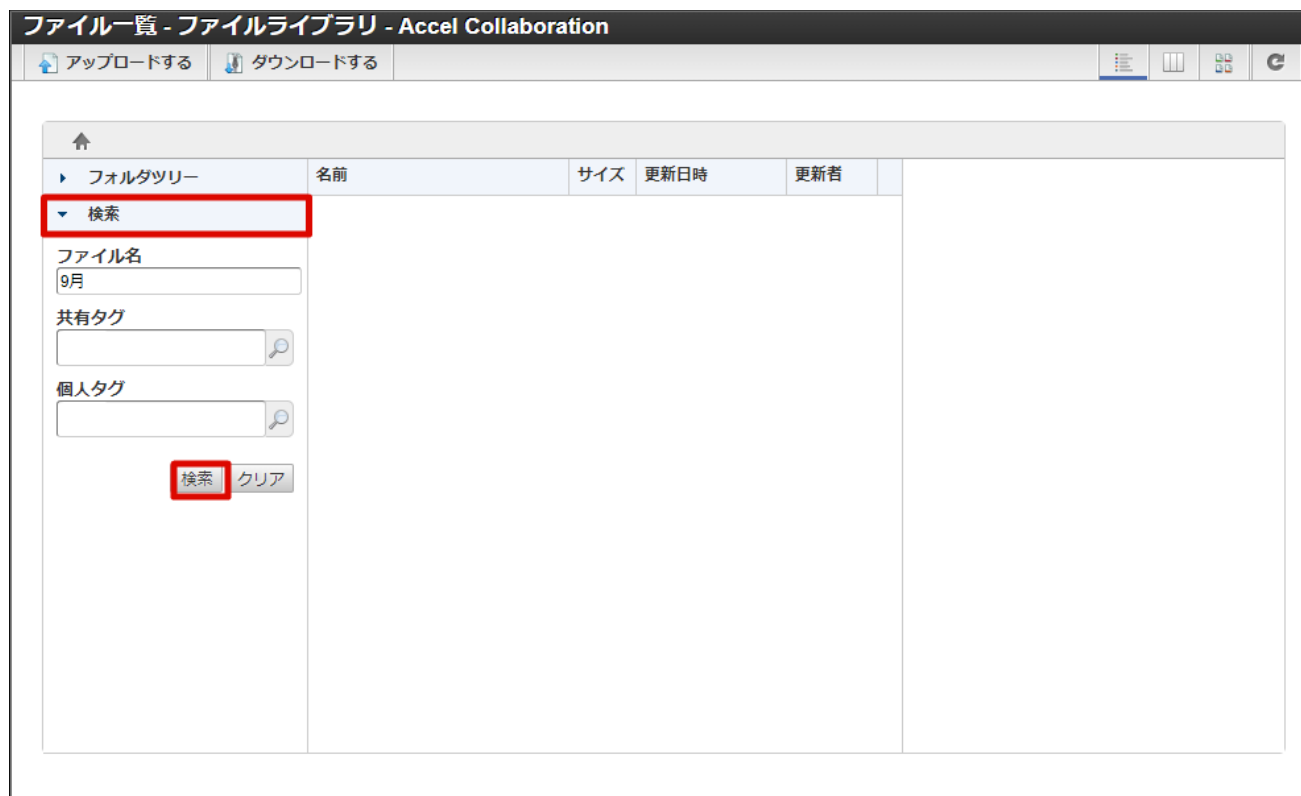 ファイル一覧 - ファイルライブラリ - Accel Collaboration
アップロードする ダウンロードする
フォルダツリー 名前 サイズ 更新日時 更新者
検索
ファイル名
9月
共有タグ
個人タグ
検索 クリア